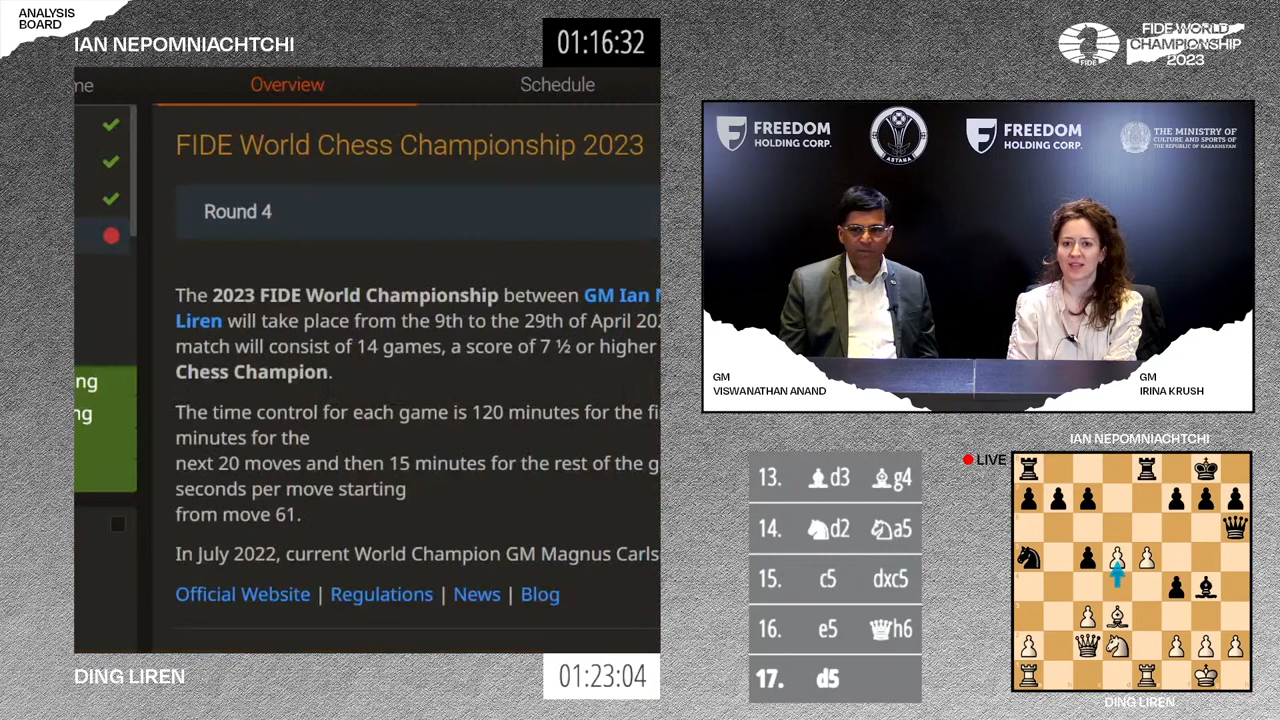 ANALYSIS
BOARD
IAN NEPOMNIACHTCHI
01:16:32
FIDE WORLD
CHAMPIONSHIP
2023
FIDE
Overview
Schedule
FIDE World Chess Championship 2023
Round 4
The 2023 FIDE World Championship between GM Ian
Liren will take place from the 9th to the 29th of April
match will consist of 14 games, a score of 7 ½ or higher
Chess Champion.
ng
ng
The time control for each game is 120 minutes for the
minutes for the
next 20 moves and then 15 minutes for the rest of the g
seconds per move starting
from move 61.
In July 2022, current World Champion GM Magnus Carls
Official Website | Regulations | News | Blog
DING LIREN
01:23:04
FREEDOM
HOLDING CORP.
ASTANA
FREEDOM
HOLDING CORP.
THE MINISTRY OF
CULTURE AND SPORTS OF
THE REPUBLIC OF KAZAKHSTAN
GM
VISWANATHAN ANAND
GM
IRINA KRUSH
13. ♝d3 ♗g4
14. ♞d2 ♘a5
15. c5 dxc5
16. e5 ♕h6
17. d5
LIVE
IAN NEPOMNIACHTCHI
DING LIREN